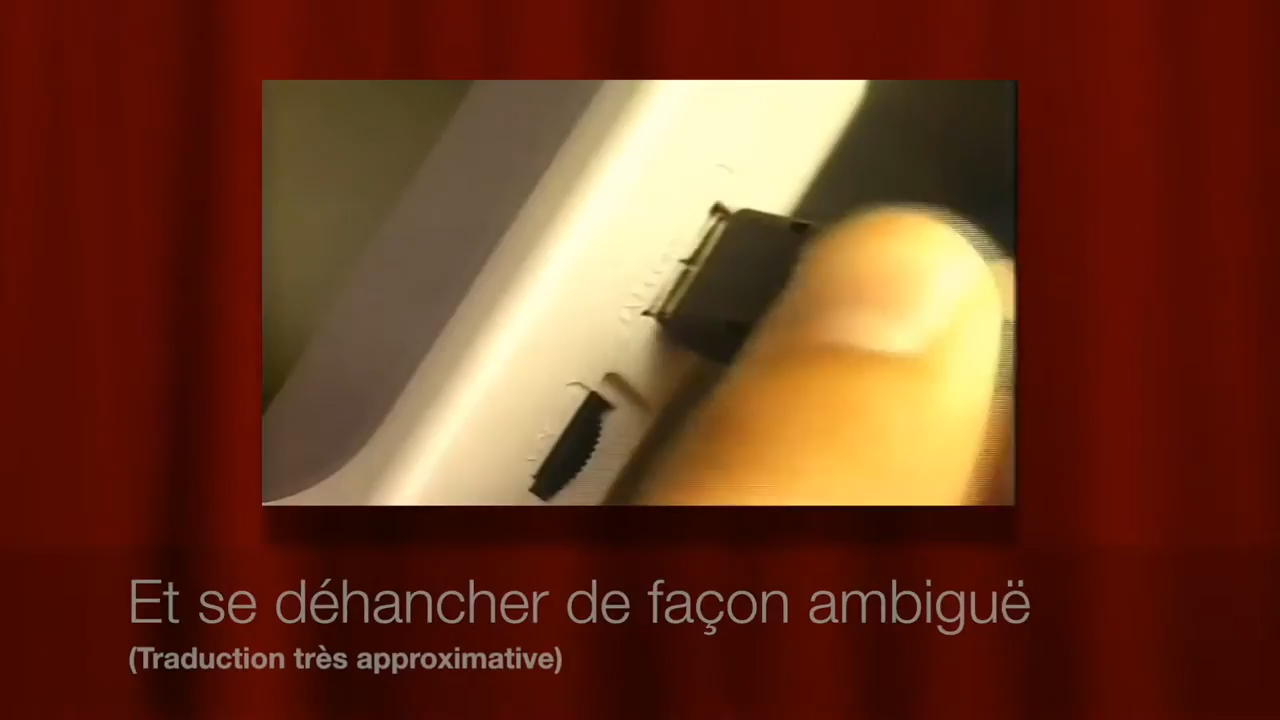 Et se déhancher de façon ambiguë
(Traduction très approximative)